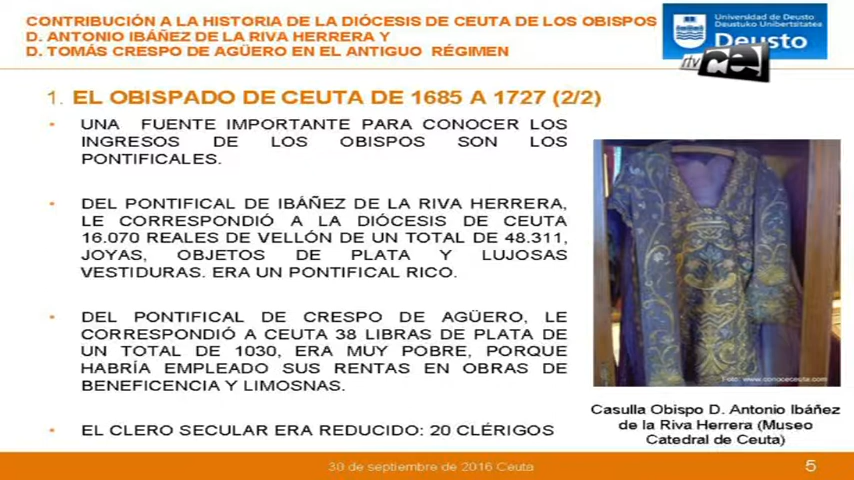 CONTRIBUCIÓN A LA HISTORIA DE LA DIÓCESIS DE CEUTA DE LOS OBISPOS
D. ANTONIO IBÁÑEZ DE LA RIVA HERRERA Y
D. TOMÁS CRESPO DE AGÜERO EN EL ANTIGUO RÉGIMEN
Universidad de Deusto
Deustuko Unibertsitatea
Deusto
rtv
ce!
1. EL OBISPADO DE CEUTA DE 1685 A 1727 (2/2)
• UNA FUENTE IMPORTANTE PARA CONOCER LOS
INGRESOS DE LOS OBISPOS SON LOS
PONTIFICALES.
• DEL PONTIFICAL DE IBÁÑEZ DE LA RIVA HERRERA,
LE CORRESPONDIÓ A LA DIÓCESIS DE CEUTA
16.070 REALES DE VELLÓN DE UN TOTAL DE 48.311,
JOYAS, OBJETOS DE PLATA Y LUJOSAS
VESTIDURAS. ERA UN PONTIFICAL RICO.
• DEL PONTIFICAL DE CRESPO DE AGÜERO, LE
CORRESPONDIÓ A CEUTA 38 LIBRAS DE PLATA DE
UN TOTAL DE 1030, ERA MUY POBRE, PORQUE
HABRÍA EMPLEADO SUS RENTAS EN OBRAS DE
BENEFICENCIA Y LIMOSNAS.
• EL CLERO SECULAR ERA REDUCIDO: 20 CLÉRIGOS
Foto: www.conoceceuta.com
Casulla Obispo D. Antonio Ibáñez
de la Riva Herrera (Museo
Catedral de Ceuta)
30 de septiembre de 2016 Ceuta
5